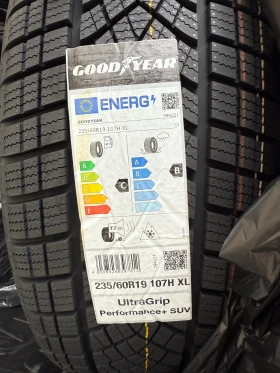 GOODYEAR
ENERG
GOODYEAR
235/60R19 107H XL
A
B
C
D
E
C
A
B
C
D
E
B
235/60R19 107H XL
UltraGrip
Performance+ SUV